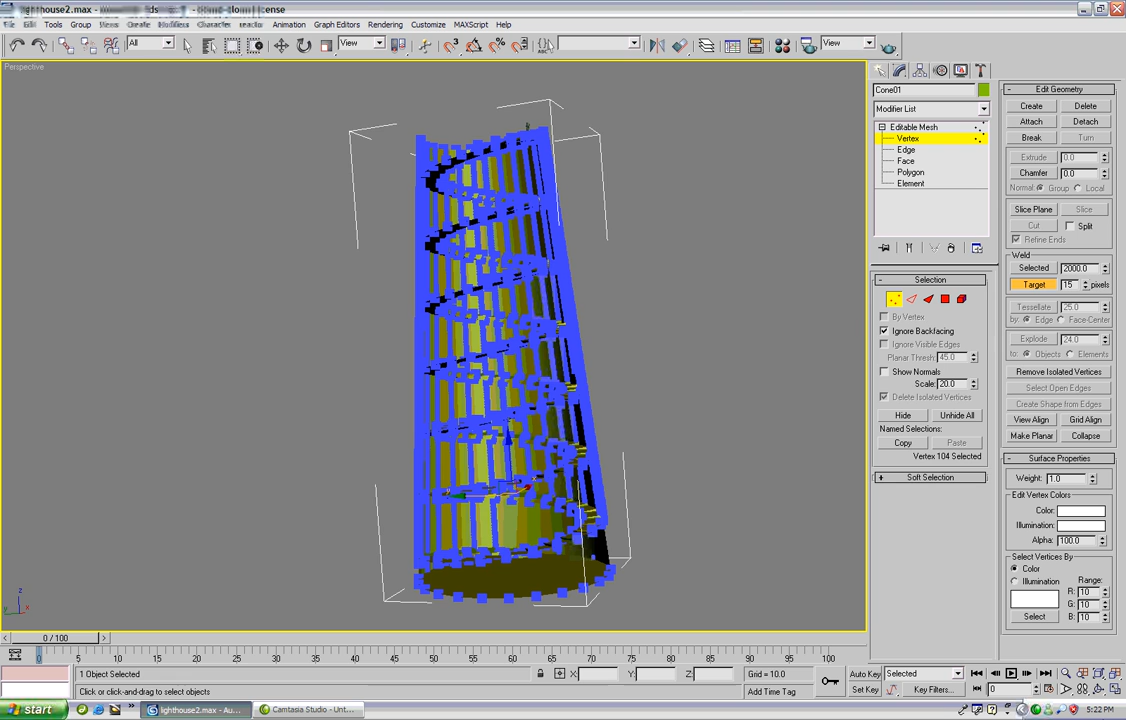 lighthouse2.max -
Tools Group Animation Graph Editors Rendering Customize MAXScript Help
All View View
Perspective
Cone01
Modifier List
Editable Mesh
Vertex
Edge
Face
Polygon
Element
Selection
By Vertex
Ignore Backfacing
Ignore Visible Edges
Planar Thresh: 45.0
Show Normals
Scale: 20.0
Delete Isolated Vertices
Hide Unhide All
Named Selections:
Copy Paste
Vertex 104 Selected
Soft Selection
Edit Geometry
Create Delete
Attach Detach
Break Turn
Extrude 0.0
Chamfer 0.0
Normal: Group Local
Slice Plane Slice
Cut Split
Refine Ends
Weld
Selected 2000.0
Target 15 pixels
Tessellate 25.0
by: Edge Face-Center
Explode 24.0
to: Objects Elements
Remove Isolated Vertices
Select Open Edges
Create Shape from Edges
View Align Grid Align
Make Planar Collapse
Surface Properties
Weight: 1.0
Edit Vertex Colors
Color:
Illumination:
Alpha: 100.0
Select Vertices By
Color
Illumination
Range:
R: 10
G: 10
B: 10
Select
z
y x
0 / 100
0 5 10 15 20 25 30 35 40 45 50 55 60 65 70 75 80 85 90 95 100
1 Object Selected X: Y: Z: Grid = 10.0
Auto Key Selected
Click or click-and-drag to select objects Add Time Tag
Set Key Key Filters... 0
start lighthouse2.max - Au... Camtasia Studio - Unt... 5:22 PM